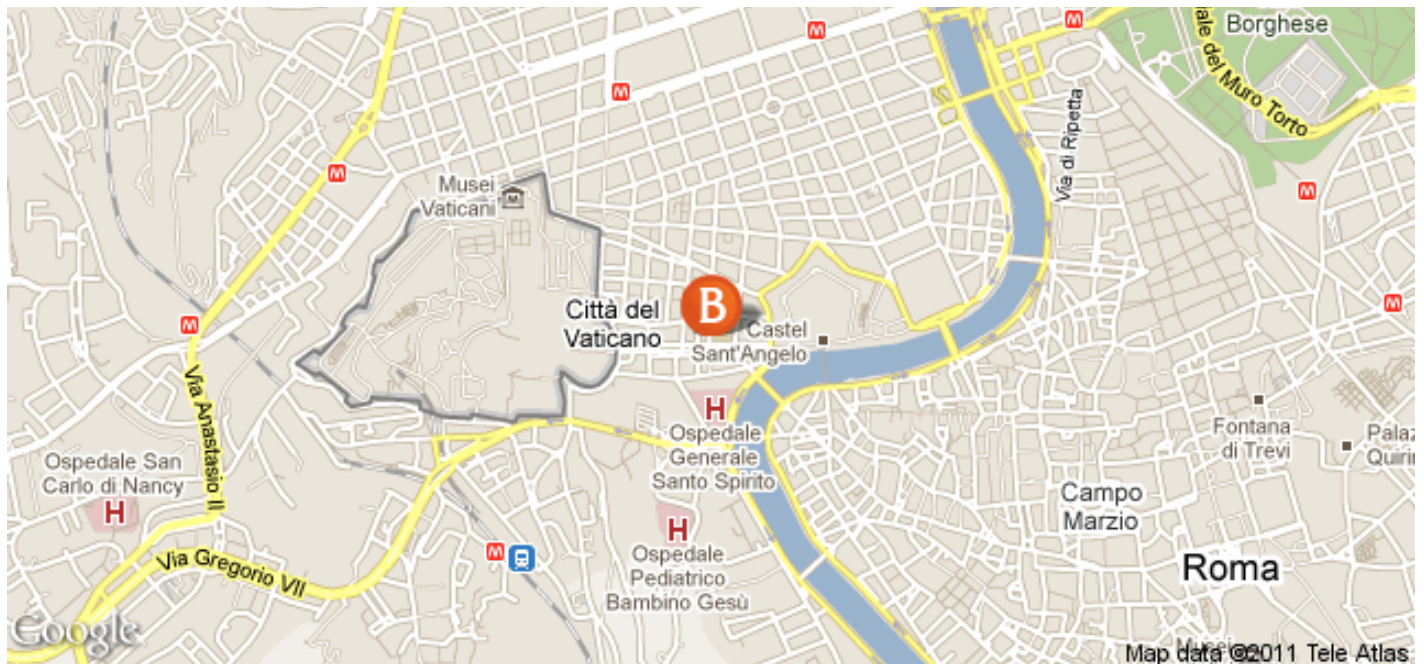 Borghese
Viale del Muro Torto
Via di Ripetta
M
M
M
M
M
M
M
M
Musei
Vaticani
Città del
Vaticano
B
Castel
Sant'Angelo
H
Ospedale
Generale
Santo Spirito
Fontana
di Trevi
Via Anastasio II
Ospedale San
Carlo di Nancy
H
H
Ospedale
Pediatrico
Bambino Gesù
Campo
Marzio
Roma
Via Gregorio VII
Google
Musei
Map data ©2011 Tele Atlas